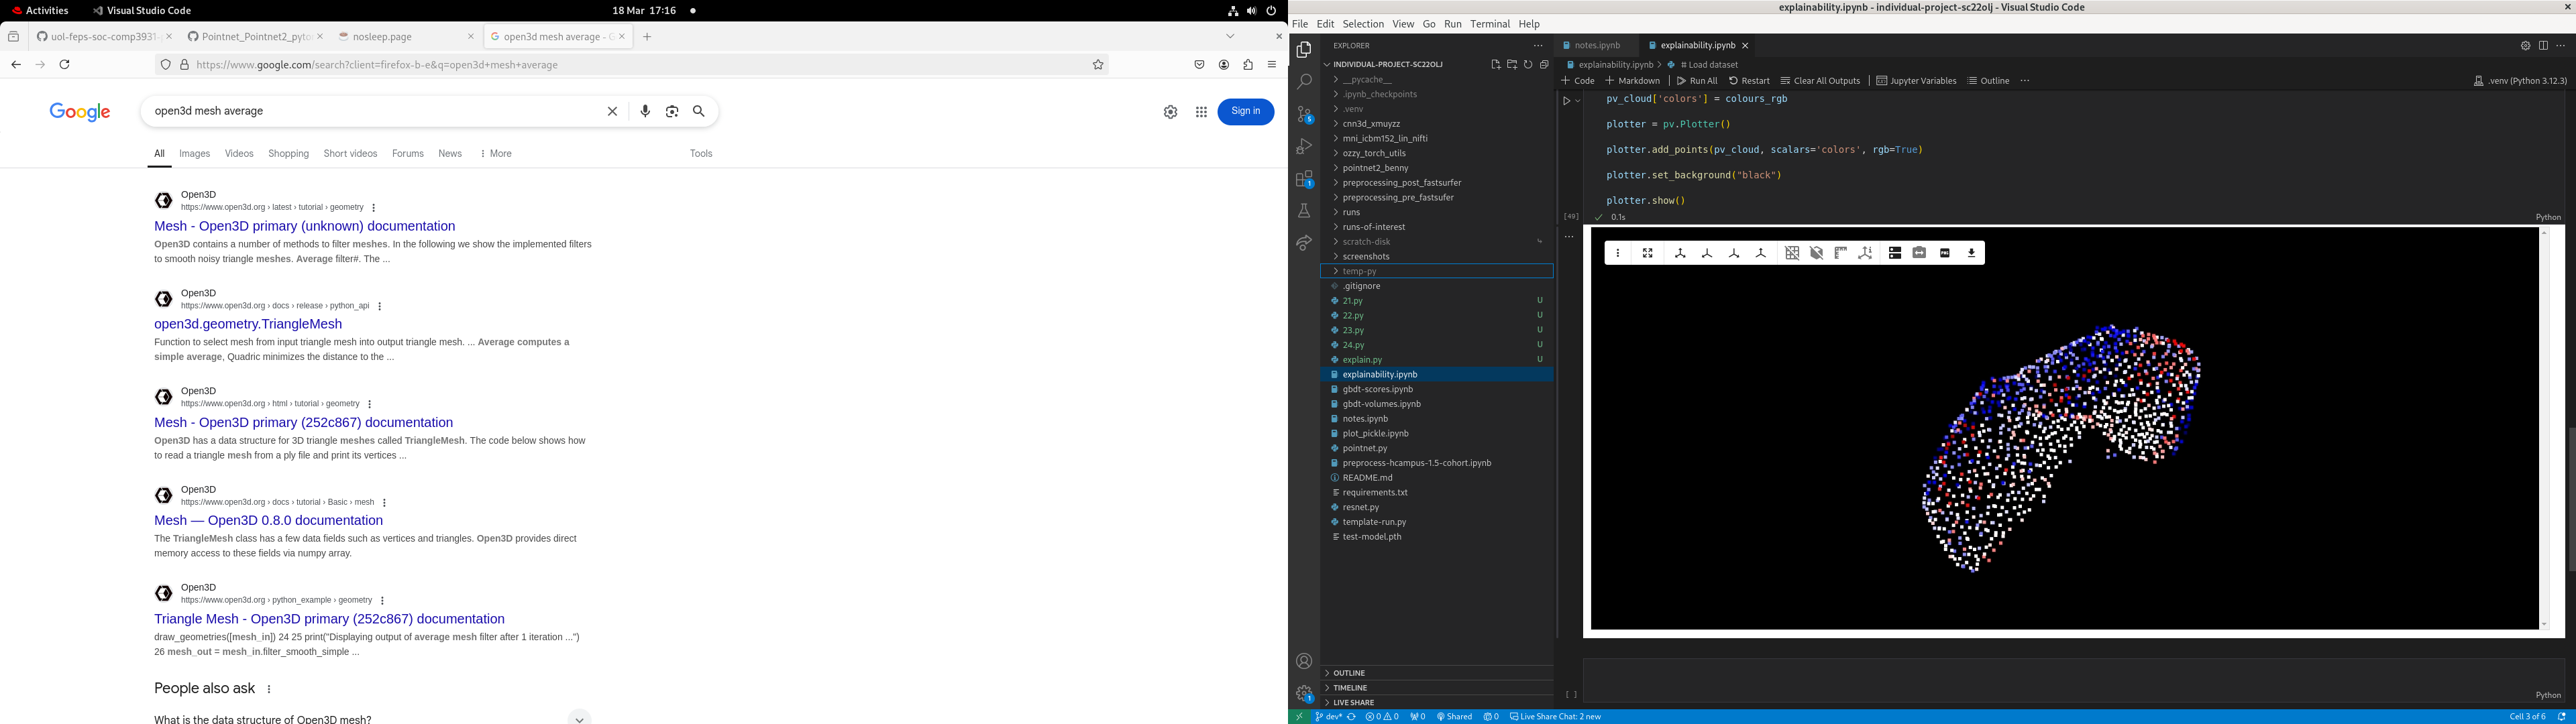 Activities
Visual Studio Code
18 Mar 17:16
uol-feps-soc-comp3931-
Pointnet_Pointnet2_pyto
nosleep.page
open3d mesh average - G
https://www.google.com/search?client=firefox-b-e&q=open3d+mesh+average
Google
open3d mesh average
Sign in
All
Images
Videos
Shopping
Short videos
Forums
News
More
Tools
Open3D
https://www.open3d.org › latest › tutorial › geometry
Mesh - Open3D primary (unknown) documentation
Open3D contains a number of methods to filter meshes. In the following we show the implemented filters
to smooth noisy triangle meshes. Average filter#. The ...
Open3D
https://www.open3d.org › docs › release › python_api
open3d.geometry.TriangleMesh
Function to select mesh from input triangle mesh into output triangle mesh. ... Average computes a
simple average, Quadric minimizes the distance to the ...
Open3D
https://www.open3d.org › html › tutorial › geometry
Mesh - Open3D primary (252c867) documentation
Open3D has a data structure for 3D triangle meshes called TriangleMesh. The code below shows how
to read a triangle mesh from a ply file and print its vertices ...
Open3D
https://www.open3d.org › docs › tutorial › Basic › mesh
Mesh — Open3D 0.8.0 documentation
The TriangleMesh class has a few data fields such as vertices and triangles. Open3D provides direct
memory access to these fields via numpy array.
Open3D
https://www.open3d.org › python_example › geometry
Triangle Mesh - Open3D primary (252c867) documentation
draw_geometries([mesh_in]) 24 25 print("Displaying output of average mesh filter after 1 iteration ...")
26 mesh_out = mesh_in.filter_smooth_simple ...
People also ask
What is the data structure of Open3D mesh?
explainability.ipynb - individual-project-sc22olj - Visual Studio Code
File Edit Selection View Go Run Terminal Help
EXPLORER
INDIVIDUAL-PROJECT-SC22OLJ
__pycache__
.ipynb_checkpoints
.venv
cnn3d_xmuyzz
mni_icbm152_lin_nifti
ozzy_torch_utils
pointnet2_benny
preprocessing_post_fastsurfer
preprocessing_pre_fastsufer
runs
runs-of-interest
scratch-disk
screenshots
temp-py
.gitignore
21.py U
22.py U
23.py U
24.py U
explain.py U
explainability.ipynb
gbdt-scores.ipynb
gbdt-volumes.ipynb
notes.ipynb
plot_pickle.ipynb
pointnet.py
preprocess-hcampus-1.5-cohort.ipynb
README.md
requirements.txt
resnet.py
template-run.py
test-model.pth
OUTLINE
TIMELINE
LIVE SHARE
notes.ipynb
explainability.ipynb
explainability.ipynb > # Load dataset
+ Code + Markdown Run All Restart Clear All Outputs Jupyter Variables Outline
.venv (Python 3.12.3)
pv_cloud['colors'] = colours_rgb
plotter = pv.Plotter()
plotter.add_points(pv_cloud, scalars='colors', rgb=True)
plotter.set_background("black")
plotter.show()
[49] 0.1s
Python
[ ]
Python
dev* 0 0 0 Shared 0 Live Share Chat: 2 new
Cell 3 of 6